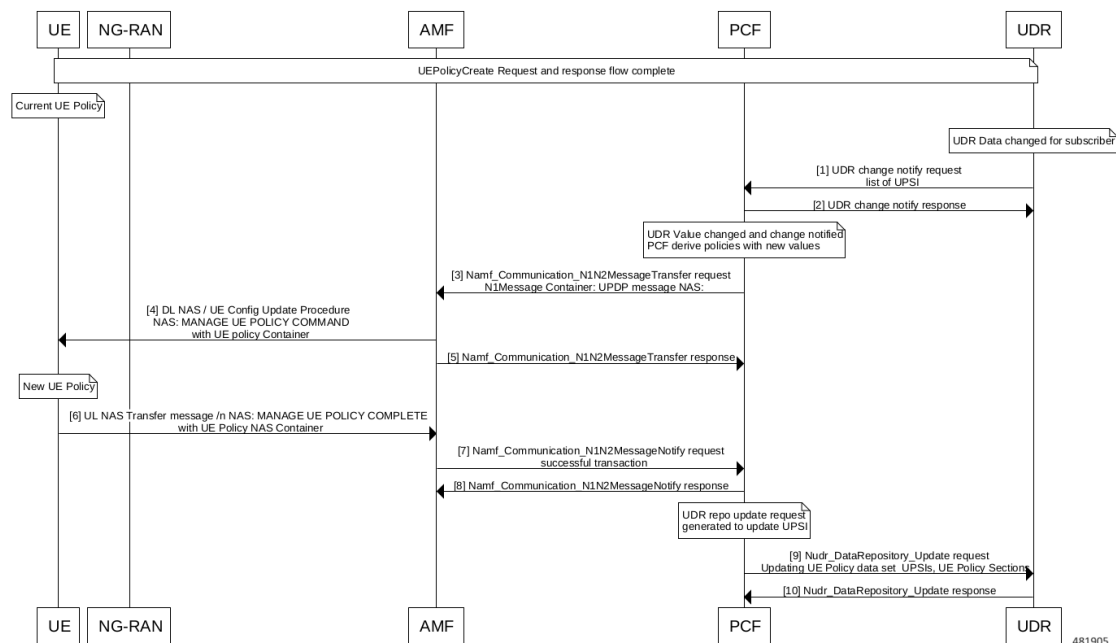 UE NG-RAN AMF PCF UDR
UEPolicyCreate Request and response flow complete
Current UE Policy
UDR Data changed for subscriber
[1] UDR change notify request
list of UPSI
[2] UDR change notify response
UDR Value changed and change notified
PCF derive policies with new values
[3] Namf_Communication_N1N2MessageTransfer request
N1Message Container: UPDP message NAS:
[4] DL NAS / UE Config Update Procedure
NAS: MANAGE UE POLICY COMMAND
with UE policy Container
[5] Namf_Communication_N1N2MessageTransfer response
New UE Policy
[6] UL NAS Transfer message /n NAS: MANAGE UE POLICY COMPLETE
with UE Policy NAS Container
[7] Namf_Communication_N1N2MessageNotify request
successful transaction
[8] Namf_Communication_N1N2MessageNotify response
UDR repo update request
generated to update UPSI
[9] Nudr_DataRepository_Update request
Updating UE Policy data set UPSIs, UE Policy Sections
[10] Nudr_DataRepository_Update response
UE NG-RAN AMF PCF UDR
481905